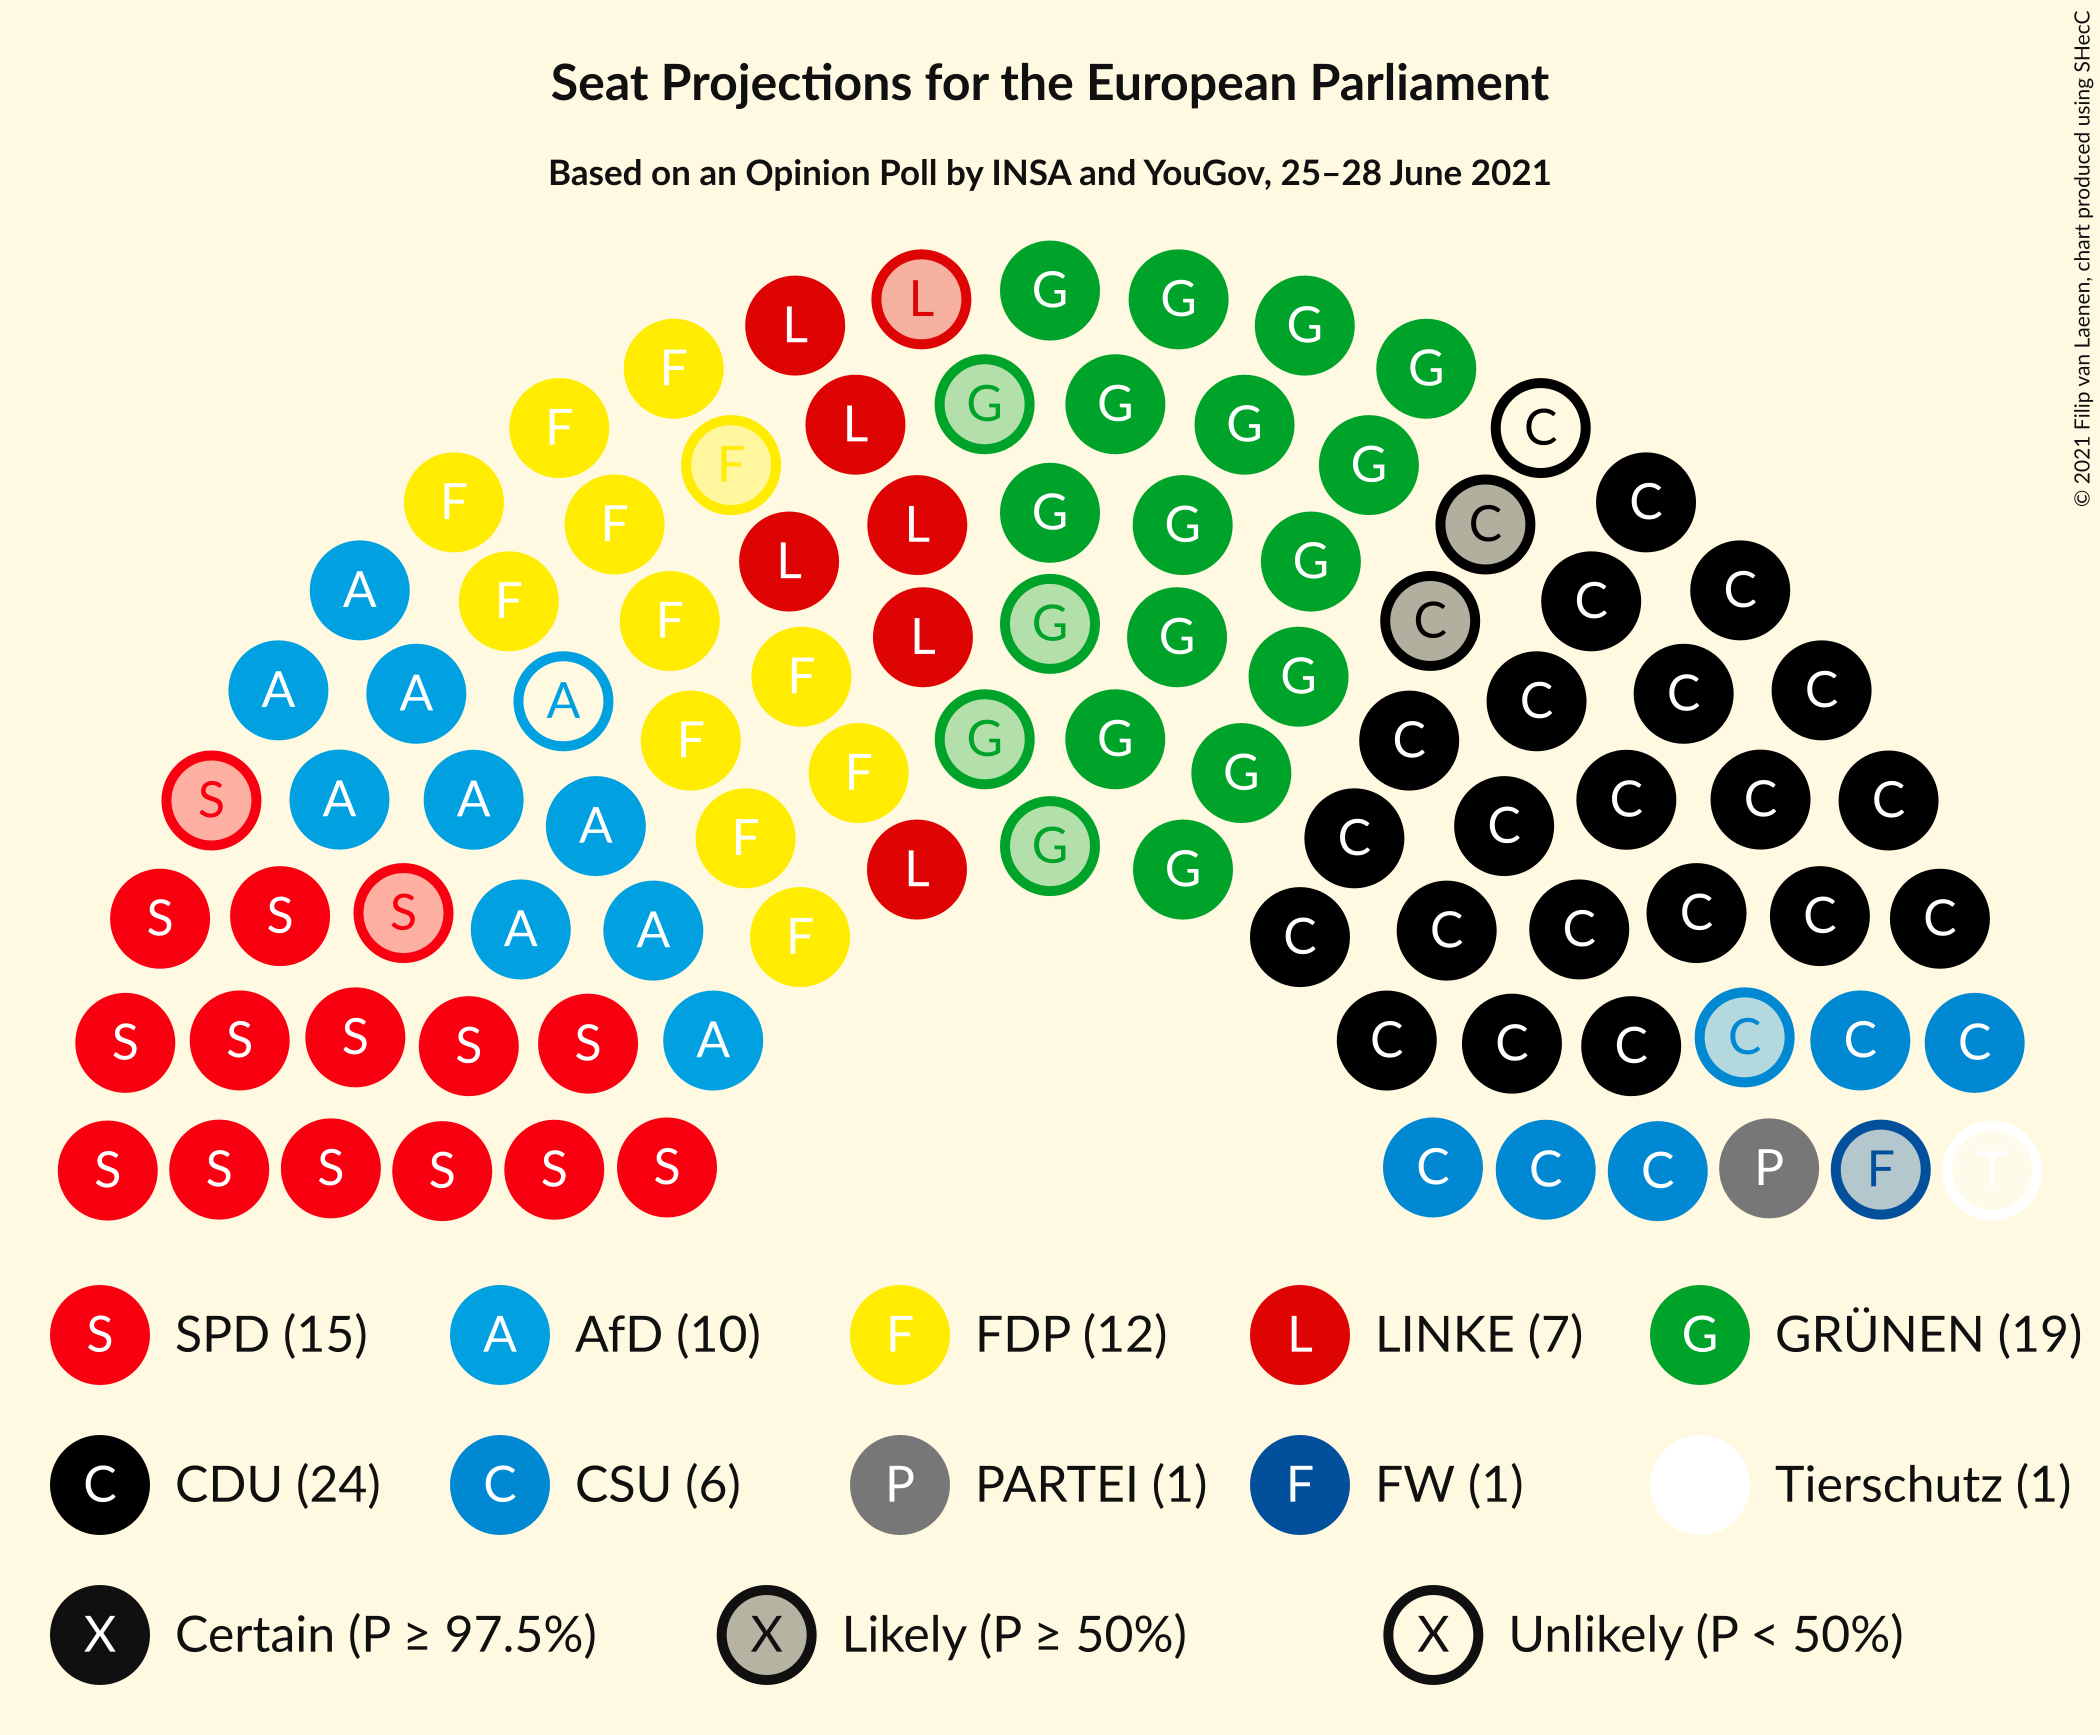 Seat Projections for the European Parliament
Based on an Opinion Poll by INSA and YouGov, 25–28 June 2021
© 2021 Filip van Laenen, chart produced using SHecC
G
L G G
L G
F G
G G
L G
F C
F G
F C
L G
F C
G
L G
A F C C
F C
L G
G
F C
A A F G C C
A C
G
F G C
F G
S A A C C C
A C
F C
G
L G
S S S C C C
A A C C
F C
S S S S S A C C C C C C
S S S S S S C C C P F T
S SPD (15) A AfD (10) F FDP (12) L LINKE (7) G GRÜNEN (19)
C CDU (24) C CSU (6) P PARTEI (1) F FW (1) Tierschutz (1)
X Certain (P ≥ 97.5%) X Likely (P ≥ 50%) X Unlikely (P < 50%)